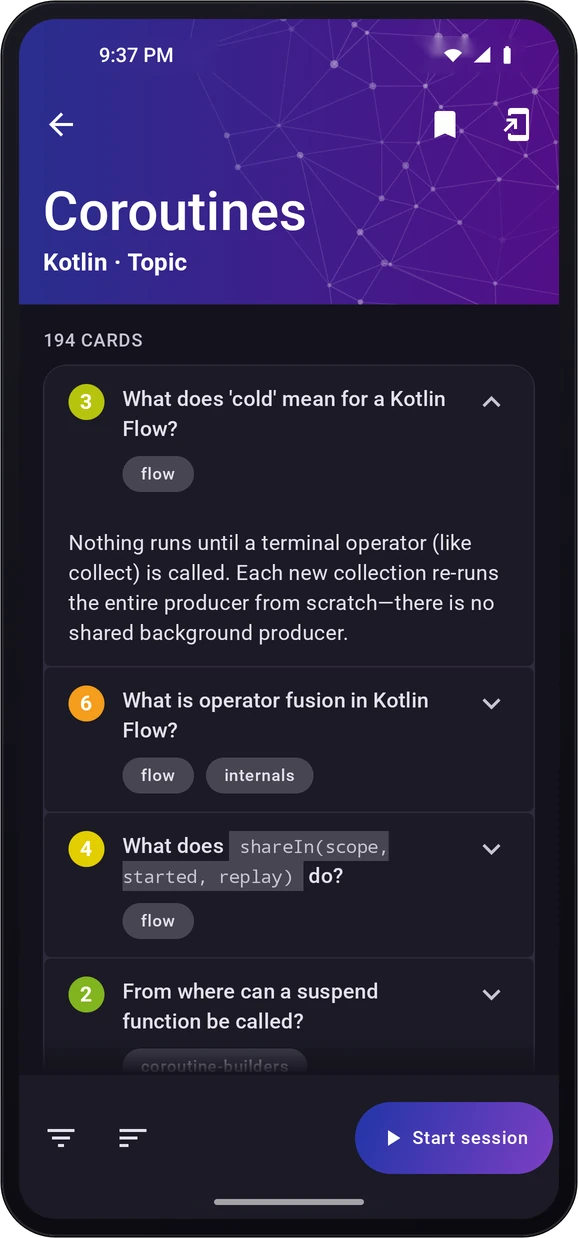 9:37 PM
Coroutines
Kotlin · Topic
194 CARDS
3
What does 'cold' mean for a Kotlin
Flow?
flow
Nothing runs until a terminal operator (like
collect) is called. Each new collection re-runs
the entire producer from scratch—there is no
shared background producer.
6
What is operator fusion in Kotlin
Flow?
flow internals
4
What does shareIn(scope,
started, replay) do?
flow
2
From where can a suspend
function be called?
coroutine-builders
Start session